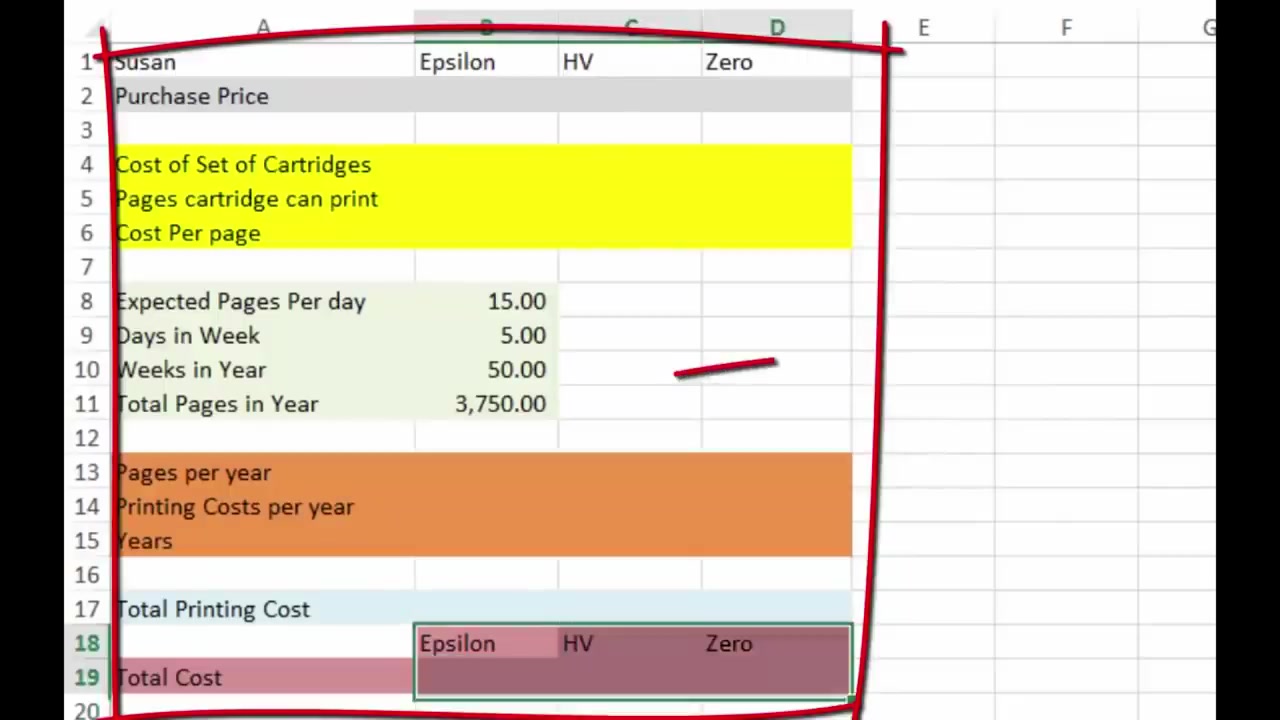 A B C D E F G
1 Susan Epsilon HV Zero
2 Purchase Price
3
4 Cost of Set of Cartridges
5 Pages cartridge can print
6 Cost Per page
7
8 Expected Pages Per day 15.00
9 Days in Week 5.00
10 Weeks in Year 50.00
11 Total Pages in Year 3,750.00
12
13 Pages per year
14 Printing Costs per year
15 Years
16
17 Total Printing Cost
18 Epsilon HV Zero
19 Total Cost
20